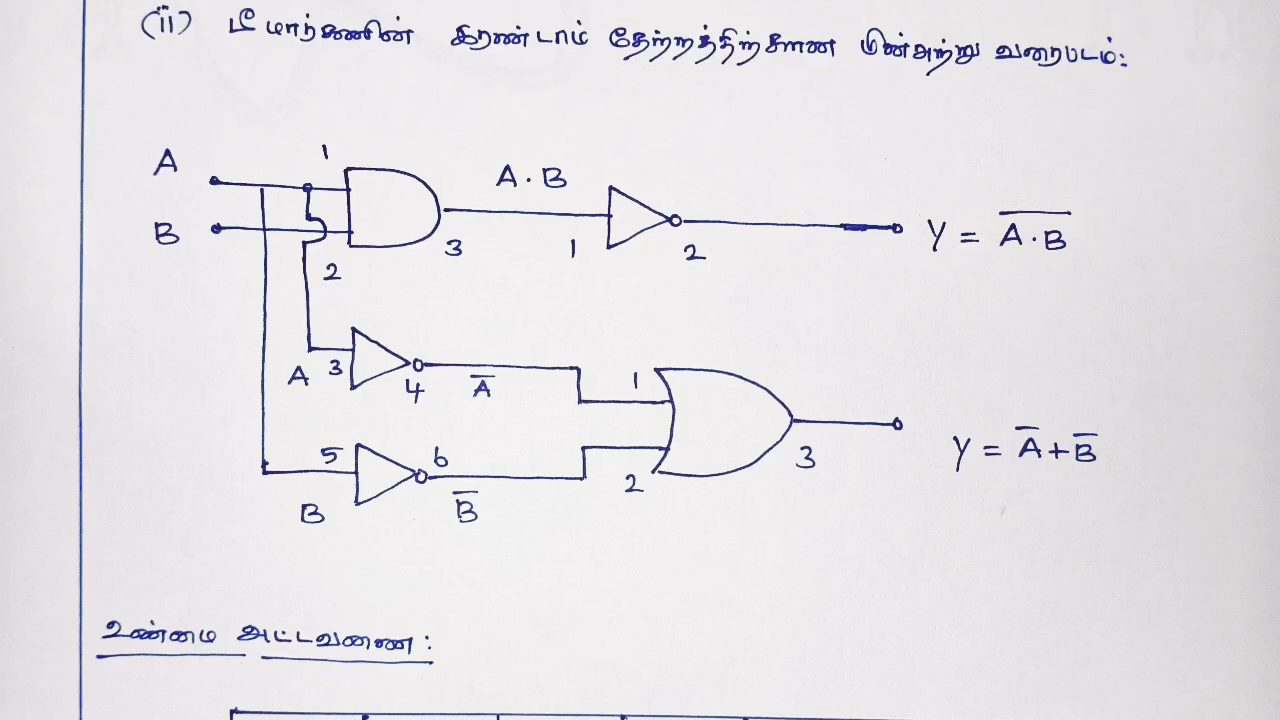 (ii) டீ மார்கனின் இரண்டாம் தேற்றத்திற்கான மின்சுற்று வரைபடம்:
A 1 A·B
B 3 1 2 Y = A̅·̅B̅
2
A 3 4 A̅ 1
5 6 3 Y = A̅+B̅
B B̅ 2
உண்மை அட்டவணை: